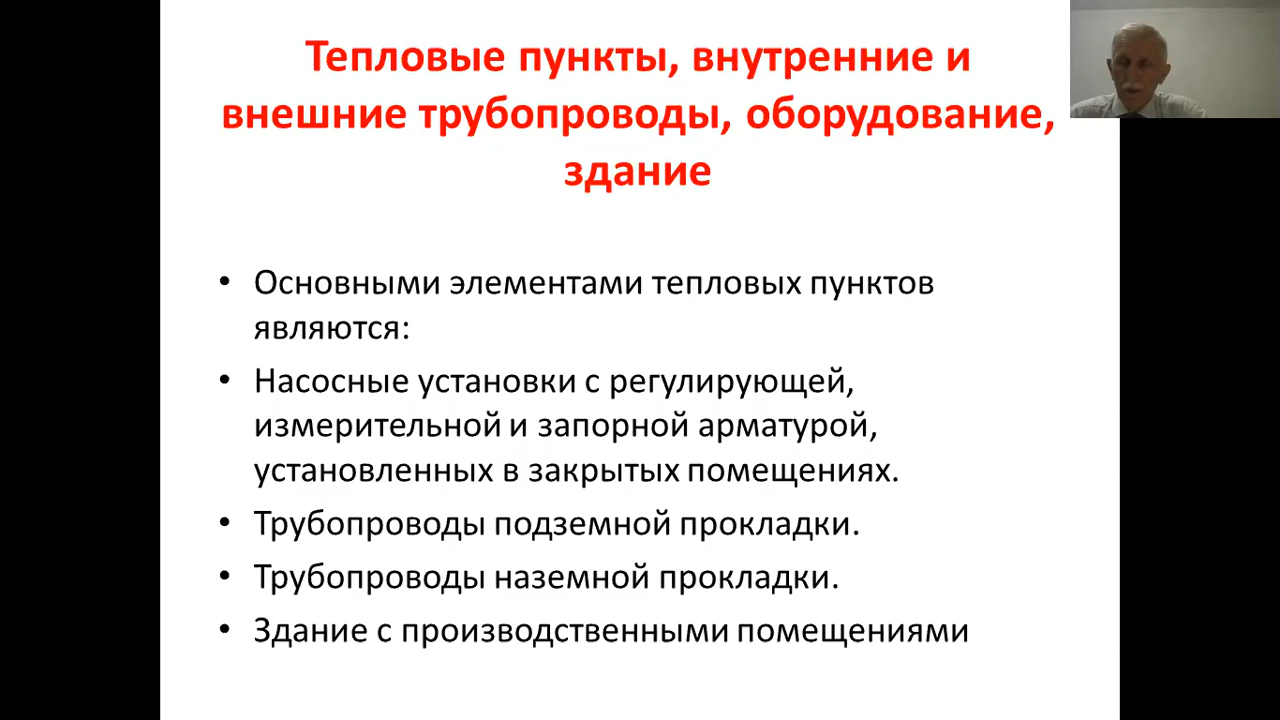 Тепловые пункты, внутренние и
внешние трубопроводы, оборудование,
здание
• Основными элементами тепловых пунктов
являются:
• Насосные установки с регулирующей,
измерительной и запорной арматурой,
установленных в закрытых помещениях.
• Трубопроводы подземной прокладки.
• Трубопроводы наземной прокладки.
• Здание с производственными помещениями